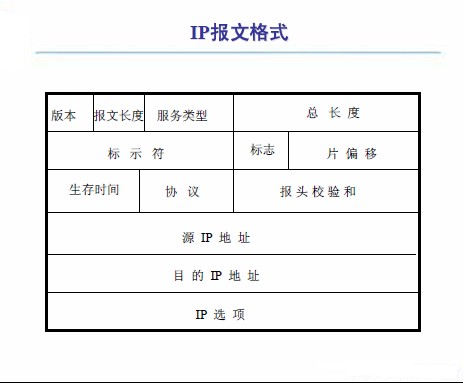 IP报文格式
版本 报文长度 服务类型 总 长 度
标 示 符 标志 片 偏 移
生存时间 协 议 报 头 校 验 和
源 IP 地 址
目 的 IP 地 址
IP 选 项